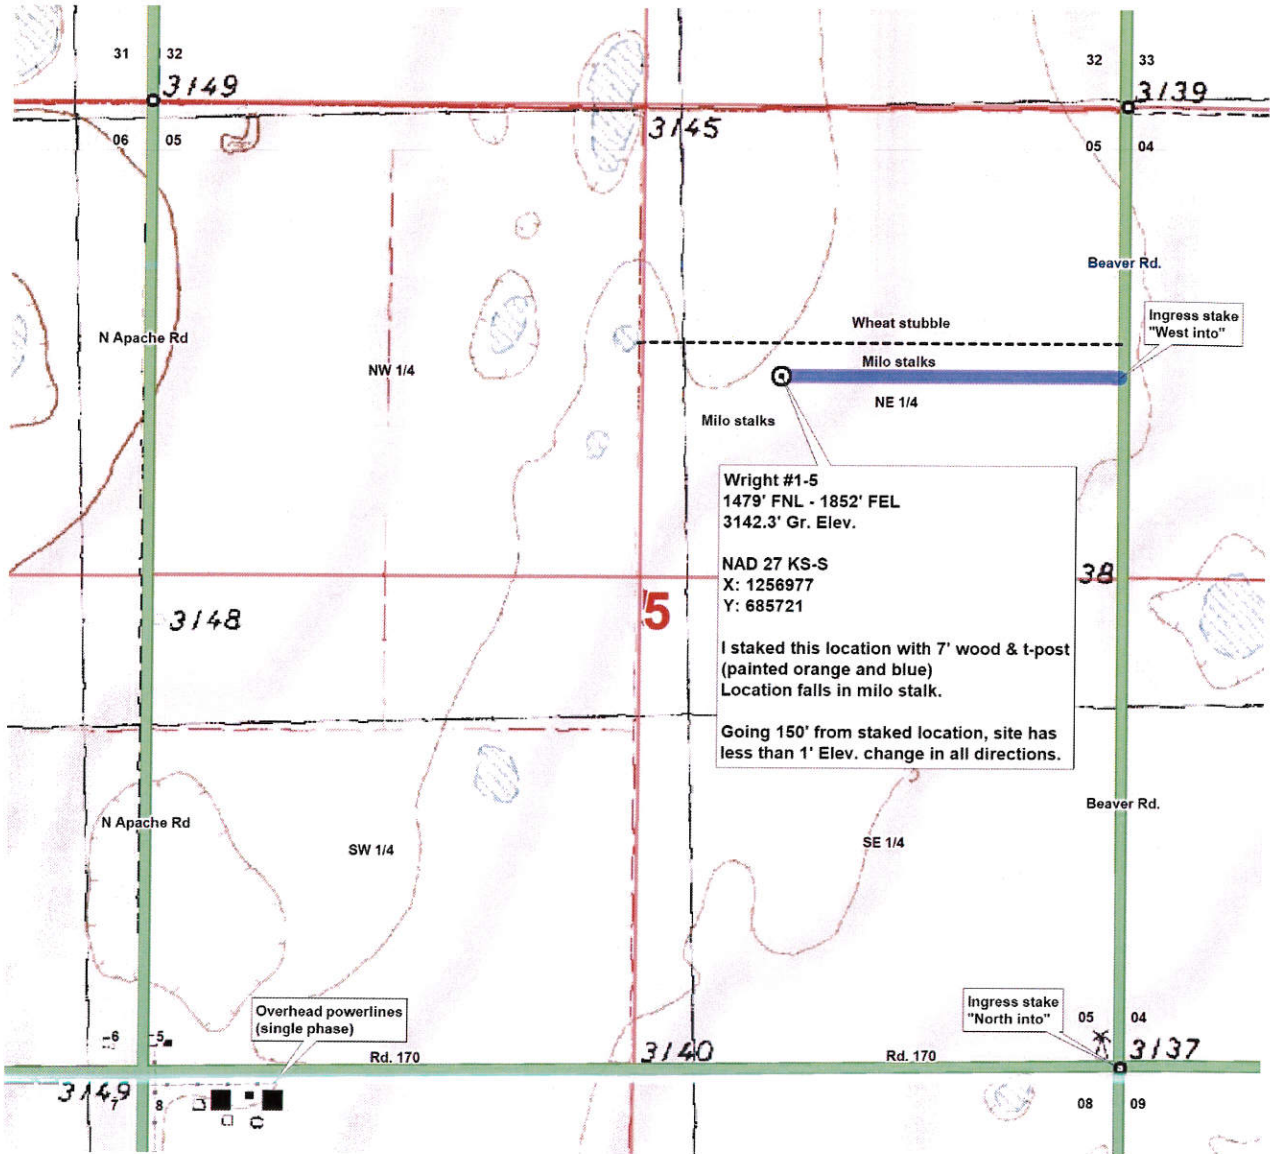 31 32
32 33
3149
3139
3145
06 05
05 04
Beaver Rd.
Ingress stake
"West into"
Wheat stubble
N Apache Rd
Milo stalks
NW 1/4
NE 1/4
Milo stalks
Wright #1-5
1479' FNL - 1852' FEL
3142.3' Gr. Elev.
NAD 27 KS-S
X: 1256977
Y: 685721
I staked this location with 7' wood & t-post
(painted orange and blue)
Location falls in milo stalk.
Going 150' from staked location, site has
less than 1' Elev. change in all directions.
38
5
3148
Beaver Rd.
N Apache Rd
SW 1/4
SE 1/4
Overhead powerlines
(single phase)
Ingress stake
"North into"
05 04
6 5
Rd. 170
3140
Rd. 170
3137
3149
7 8
08 09